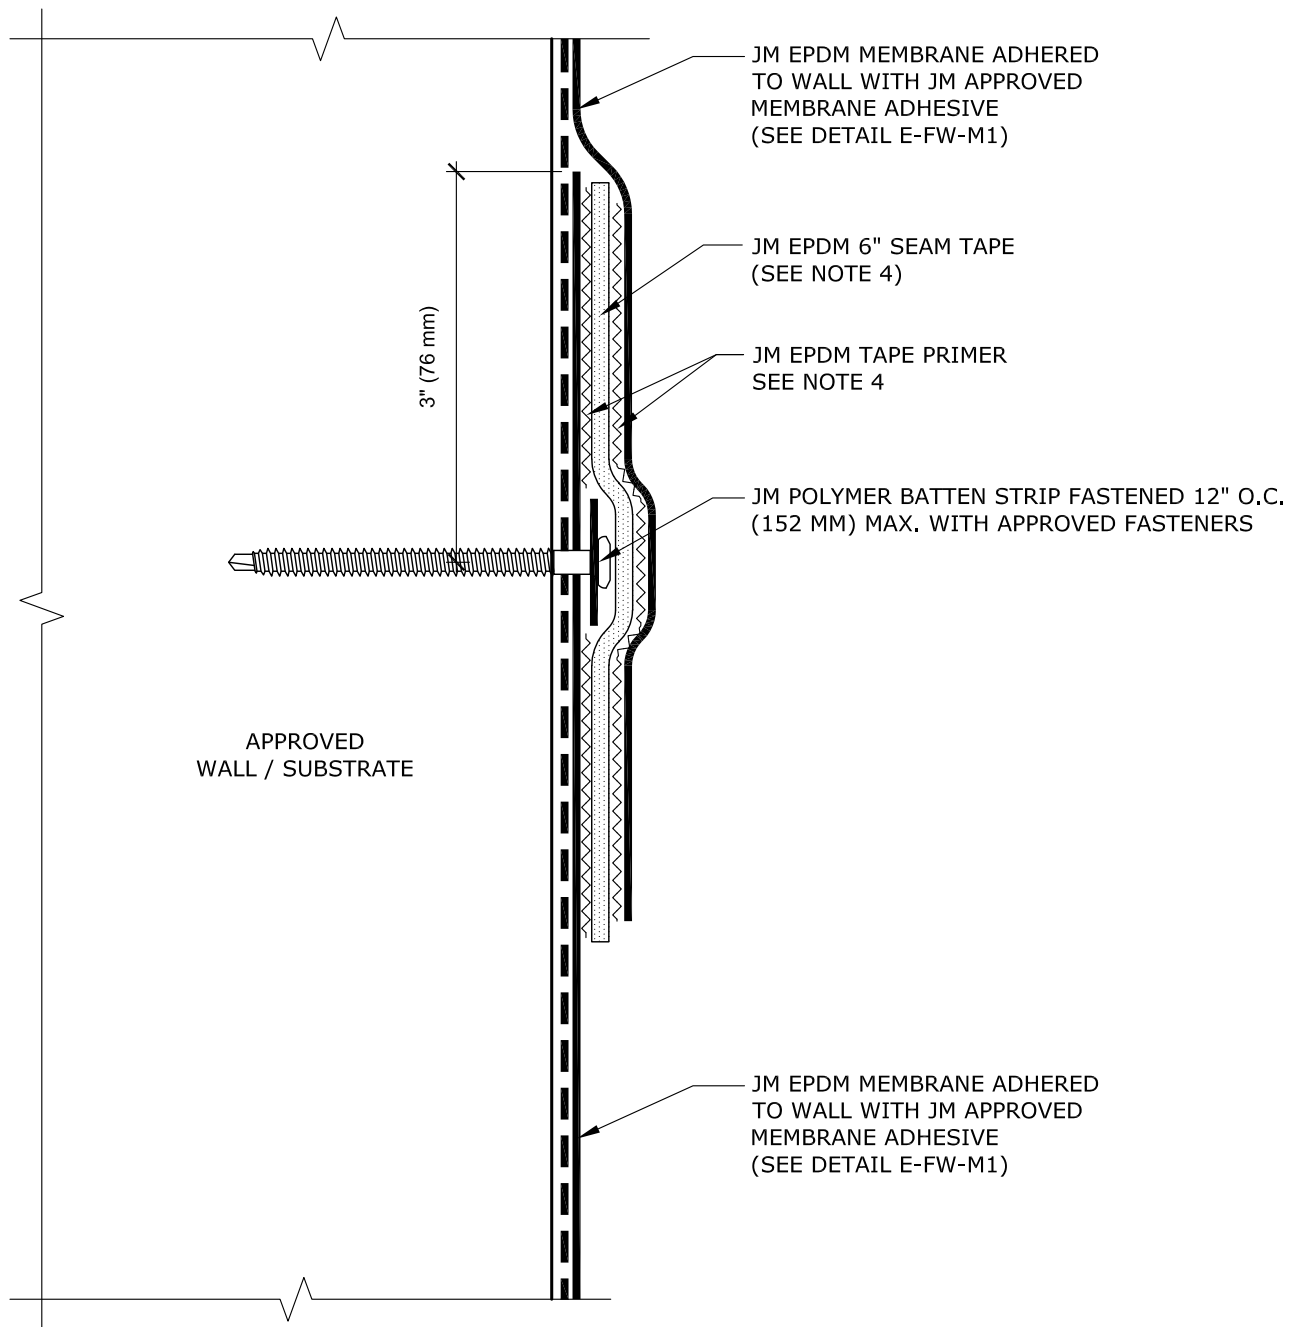 JM EPDM MEMBRANE ADHERED
TO WALL WITH JM APPROVED
MEMBRANE ADHESIVE
(SEE DETAIL E-FW-M1)
JM EPDM 6" SEAM TAPE
(SEE NOTE 4)
3" (76 mm)
JM EPDM TAPE PRIMER
SEE NOTE 4
JM POLYMER BATTEN STRIP FASTENED 12" O.C.
(152 MM) MAX. WITH APPROVED FASTENERS
APPROVED
WALL / SUBSTRATE
JM EPDM MEMBRANE ADHERED
TO WALL WITH JM APPROVED
MEMBRANE ADHESIVE
(SEE DETAIL E-FW-M1)